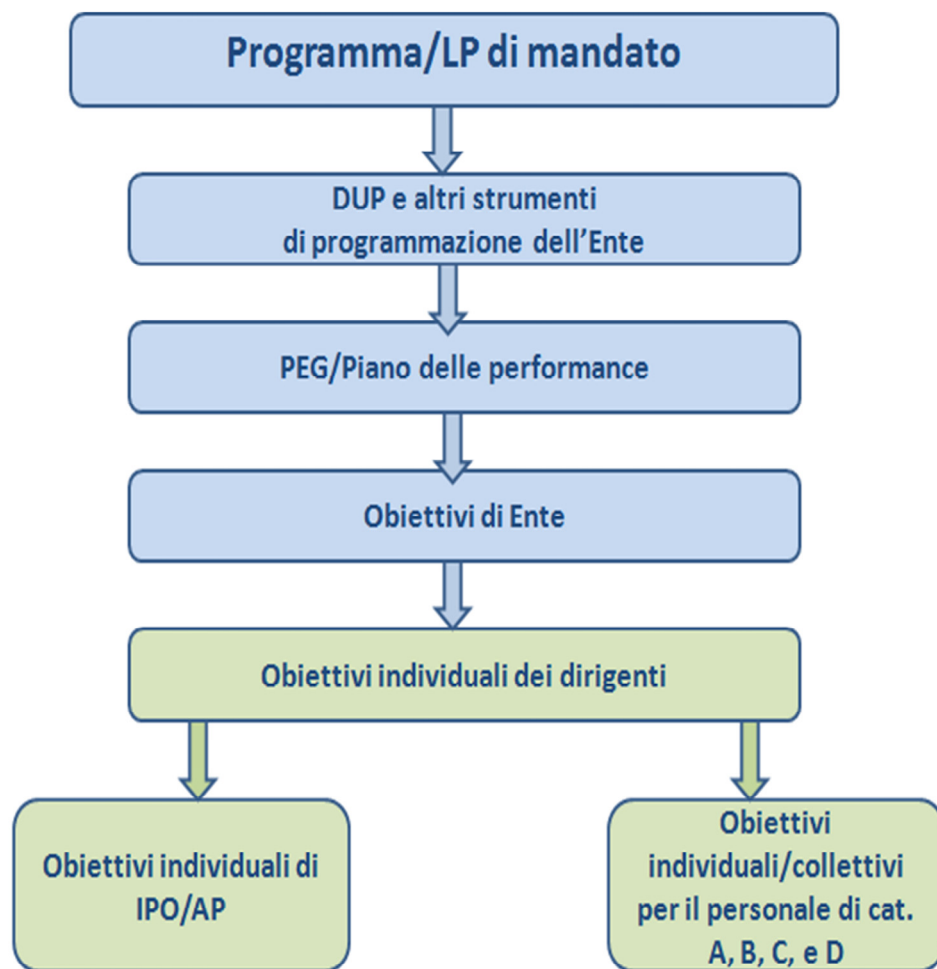 Programma/LP di mandato
DUP e altri strumenti
di programmazione dell'Ente
PEG/Piano delle performance
Obiettivi di Ente
Obiettivi individuali dei dirigenti
Obiettivi individuali di
IPO/AP
Obiettivi
individuali/collettivi
per il personale di cat.
A, B, C, e D